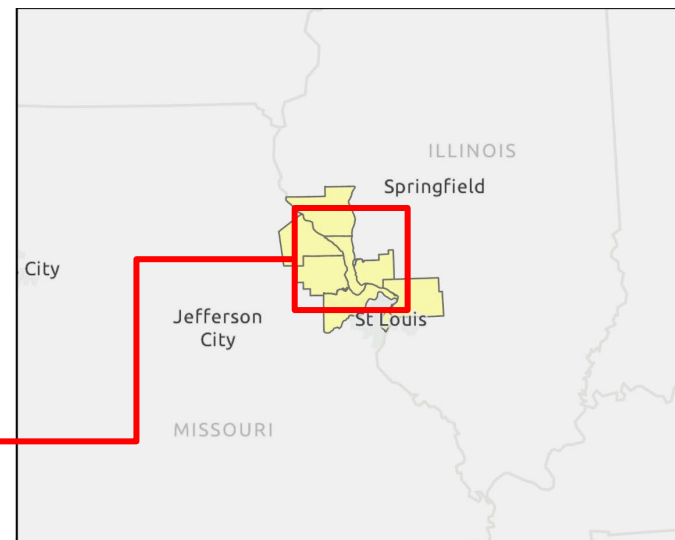 ILLINOIS
Springfield
City
Jefferson
City
St Louis
MISSOURI